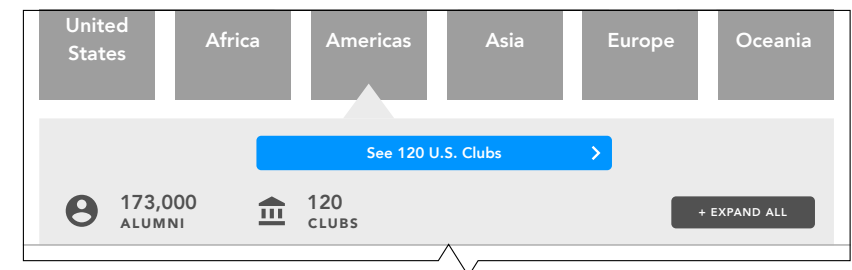 United
States
Africa
Americas
Asia
Europe
Oceania
See 120 U.S. Clubs
173,000
ALUMNI
120
CLUBS
+ EXPAND ALL